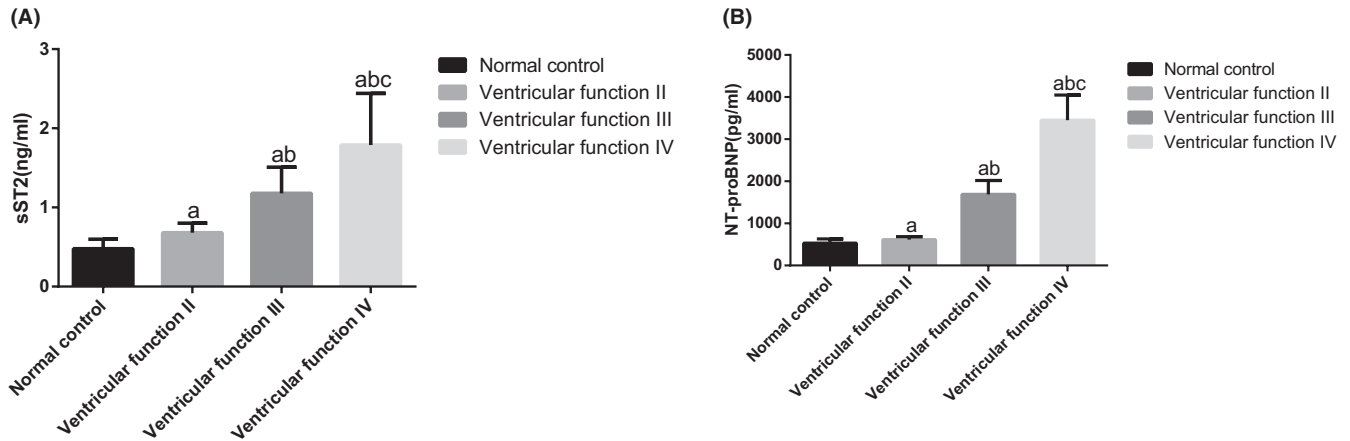 (A)
sST2(ng/ml)
3
2
1
0
a
ab
abc
Normal control
Ventricular function II
Ventricular function III
Ventricular function IV
Normal control
Ventricular function II
Ventricular function III
Ventricular function IV
(B)
NT-proBNP(pg/ml)
5000
4000
3000
2000
1000
0
a
ab
abc
Normal control
Ventricular function II
Ventricular function III
Ventricular function IV
Normal control
Ventricular function II
Ventricular function III
Ventricular function IV